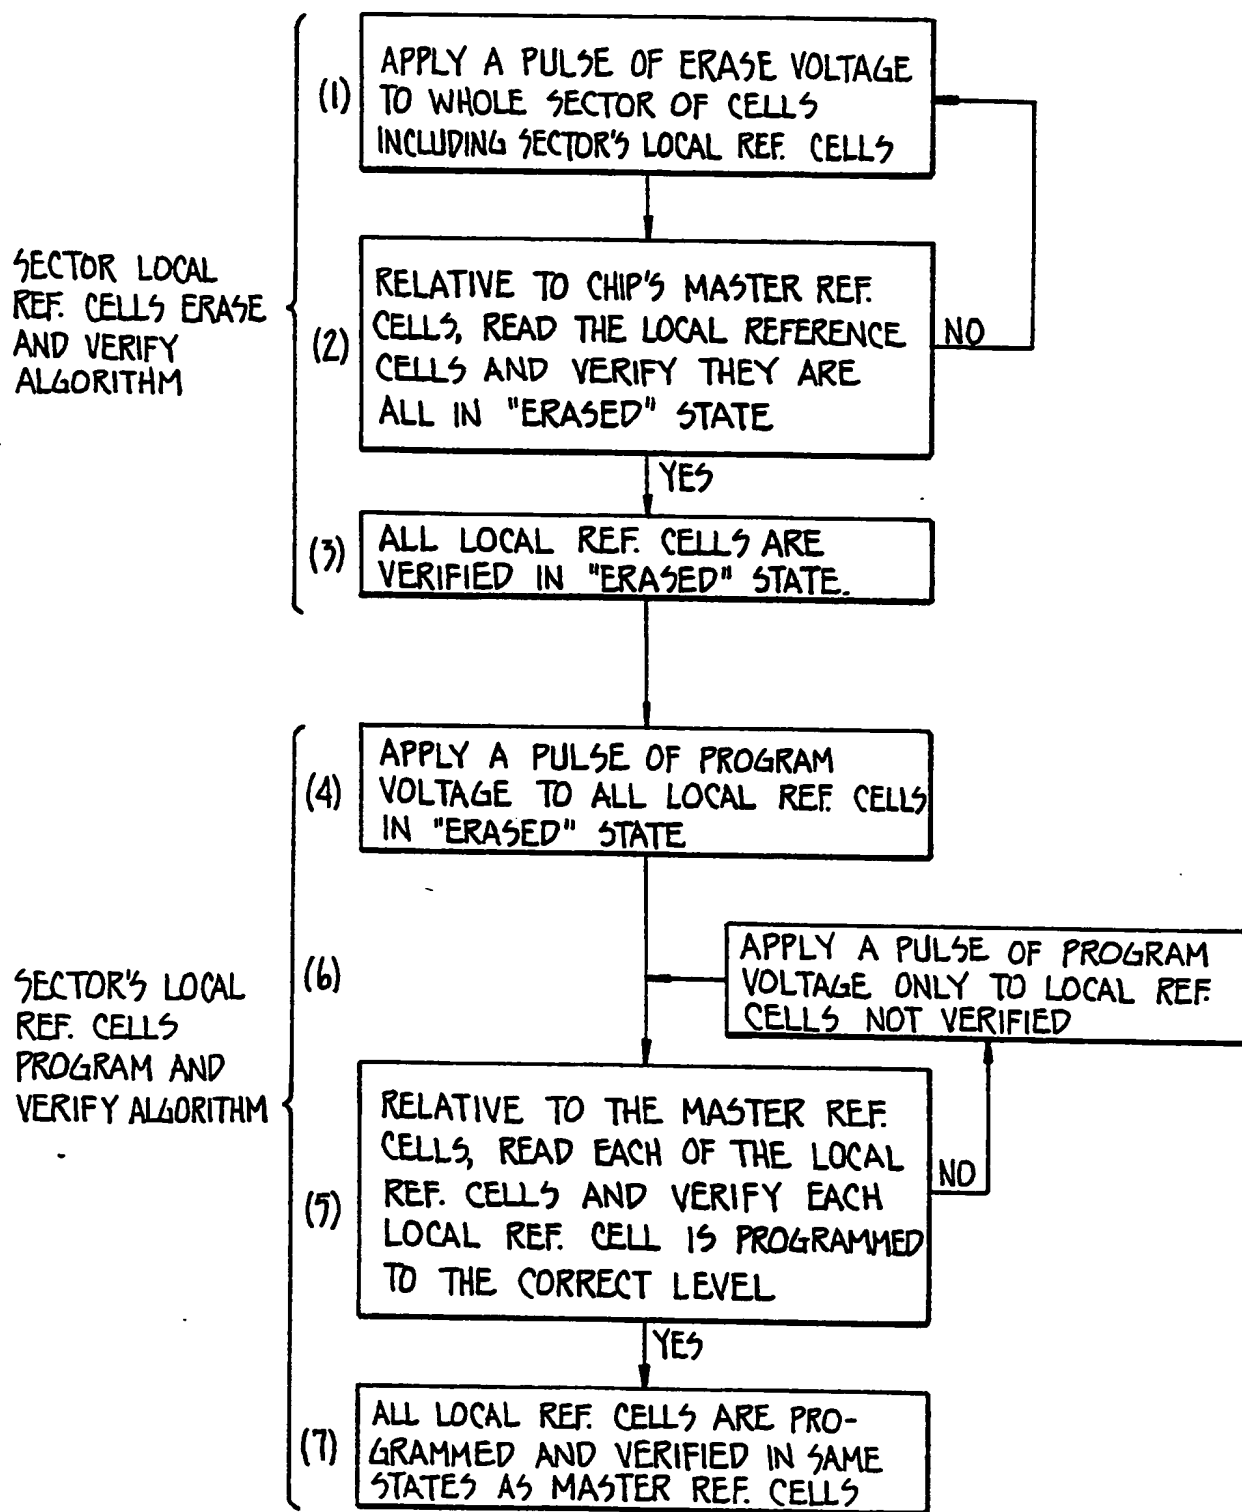 (1)
APPLY A PULSE OF ERASE VOLTAGE
TO WHOLE SECTOR OF CELLS
INCLUDING SECTOR'S LOCAL REF. CELLS
SECTOR LOCAL
REF. CELLS ERASE
AND VERIFY
ALGORITHM
(2)
RELATIVE TO CHIP'S MASTER REF.
CELLS, READ THE LOCAL REFERENCE
CELLS AND VERIFY THEY ARE
ALL IN "ERASED" STATE
NO
YES
(3)
ALL LOCAL REF. CELLS ARE
VERIFIED IN "ERASED" STATE.
(4)
APPLY A PULSE OF PROGRAM
VOLTAGE TO ALL LOCAL REF. CELLS
IN "ERASED" STATE
(6)
APPLY A PULSE OF PROGRAM
VOLTAGE ONLY TO LOCAL REF.
CELLS NOT VERIFIED
SECTOR'S LOCAL
REF. CELLS
PROGRAM AND
VERIFY ALGORITHM
(5)
RELATIVE TO THE MASTER REF.
CELLS, READ EACH OF THE LOCAL
REF. CELLS AND VERIFY EACH
LOCAL REF. CELL IS PROGRAMMED
TO THE CORRECT LEVEL
NO
YES
(7)
ALL LOCAL REF. CELLS ARE PRO-
GRAMMED AND VERIFIED IN SAME
STATES AS MASTER REF. CELLS